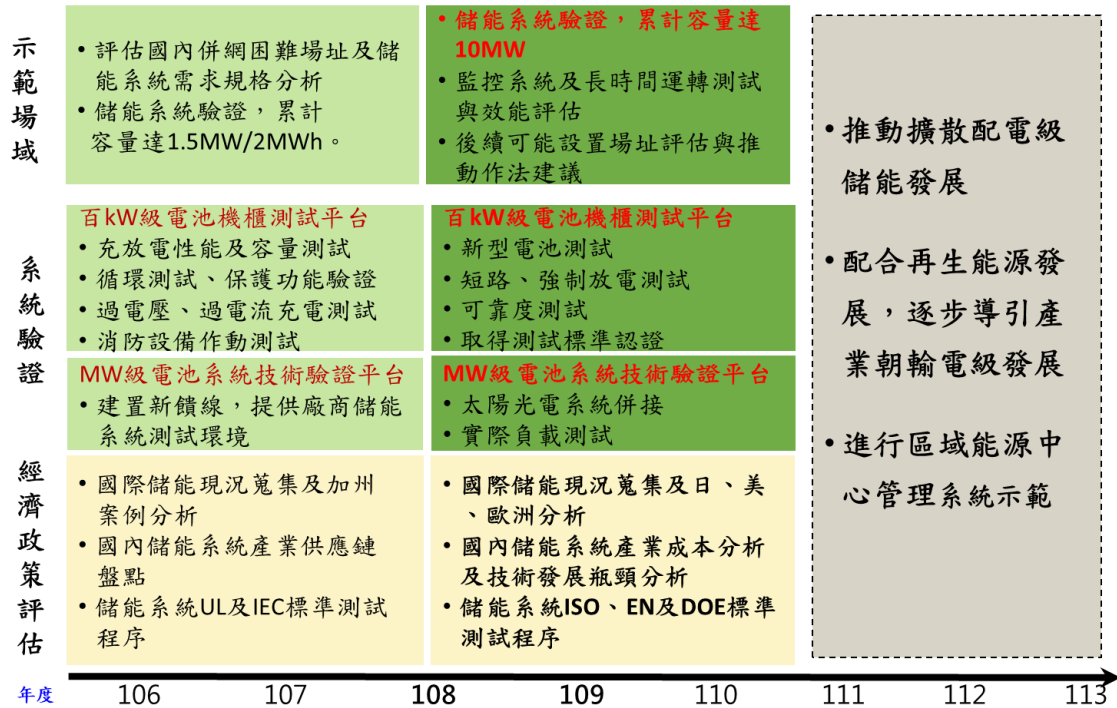 示範場域
• 評估國內併網困難場址及儲
能系統需求規格分析
• 儲能系統驗證，累計
容量達1.5MW/2MWh。
• 儲能系統驗證，累計容量達
10MW
• 監控系統及長時間運轉測試
與效能評估
• 後續可能設置場址評估與推
動作法建議
系統驗證
百kW級電池機櫃測試平台
• 充放電性能及容量測試
• 循環測試、保護功能驗證
• 過電壓、過電流充電測試
• 消防設備作動測試
百kW級電池機櫃測試平台
• 新型電池測試
• 短路、強制放電測試
• 可靠度測試
• 取得測試標準認證
MW級電池系統技術驗證平台
• 建置新饋線，提供廠商儲能
系統測試環境
MW級電池系統技術驗證平台
• 太陽光電系統併接
• 實際負載測試
經濟政策評估
• 國際儲能現況蒐集及加州
案例分析
• 國內儲能系統產業供應鏈
盤點
• 儲能系統UL及IEC標準測試
程序
• 國際儲能現況蒐集及日、美
、歐洲分析
• 國內儲能系統產業成本分析
及技術發展瓶頸分析
• 儲能系統ISO、EN及DOE標準
測試程序
• 推動擴散配電級
儲能發展
• 配合再生能源發
展，逐步導引產
業朝輸電級發展
• 進行區域能源中
心管理系統示範
年度 106 107 108 109 110 111 112 113